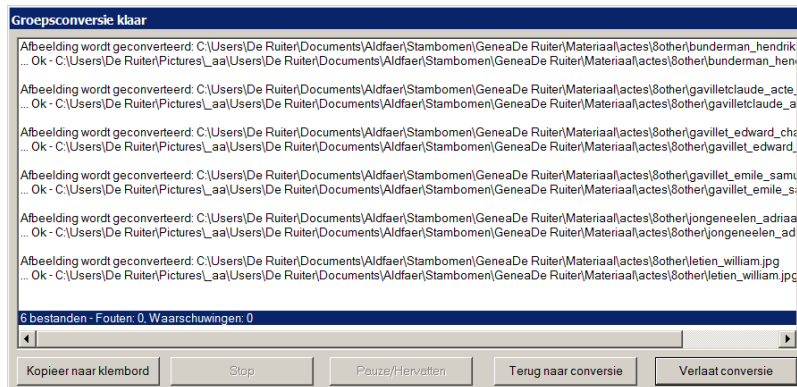 Groepsconversie klaar
Afbeelding wordt geconverteerd: C:\Users\De Ruiter\Documents\Aldfaer\Stambomen\GeneaDe Ruiter\Materiaal\actes\8other\bunderman_hendrik
... Ok - C:\Users\De Ruiter\Pictures\_aa\Users\De Ruiter\Documents\Aldfaer\Stambomen\GeneaDe Ruiter\Materiaal\actes\8other\bunderman_hen
Afbeelding wordt geconverteerd: C:\Users\De Ruiter\Documents\Aldfaer\Stambomen\GeneaDe Ruiter\Materiaal\actes\8other\gavilletclaude_acte_
... Ok - C:\Users\De Ruiter\Pictures\_aa\Users\De Ruiter\Documents\Aldfaer\Stambomen\GeneaDe Ruiter\Materiaal\actes\8other\gavilletclaude_a
Afbeelding wordt geconverteerd: C:\Users\De Ruiter\Documents\Aldfaer\Stambomen\GeneaDe Ruiter\Materiaal\actes\8other\gavillet_edward_cha
... Ok - C:\Users\De Ruiter\Pictures\_aa\Users\De Ruiter\Documents\Aldfaer\Stambomen\GeneaDe Ruiter\Materiaal\actes\8other\gavillet_edward_
Afbeelding wordt geconverteerd: C:\Users\De Ruiter\Documents\Aldfaer\Stambomen\GeneaDe Ruiter\Materiaal\actes\8other\gavillet_emile_samu
... Ok - C:\Users\De Ruiter\Pictures\_aa\Users\De Ruiter\Documents\Aldfaer\Stambomen\GeneaDe Ruiter\Materiaal\actes\8other\gavillet_emile_sa
Afbeelding wordt geconverteerd: C:\Users\De Ruiter\Documents\Aldfaer\Stambomen\GeneaDe Ruiter\Materiaal\actes\8other\jongeneelen_adriaa
... Ok - C:\Users\De Ruiter\Pictures\_aa\Users\De Ruiter\Documents\Aldfaer\Stambomen\GeneaDe Ruiter\Materiaal\actes\8other\jongeneelen_ad
Afbeelding wordt geconverteerd: C:\Users\De Ruiter\Documents\Aldfaer\Stambomen\GeneaDe Ruiter\Materiaal\actes\8other\letien_william.jpg
... Ok - C:\Users\De Ruiter\Pictures\_aa\Users\De Ruiter\Documents\Aldfaer\Stambomen\GeneaDe Ruiter\Materiaal\actes\8other\letien_william.jpg
6 bestanden - Fouten: 0, Waarschuwingen: 0
Kopieer naar klembord Stop Pauze/Hervatten Terug naar conversie Verlaat conversie